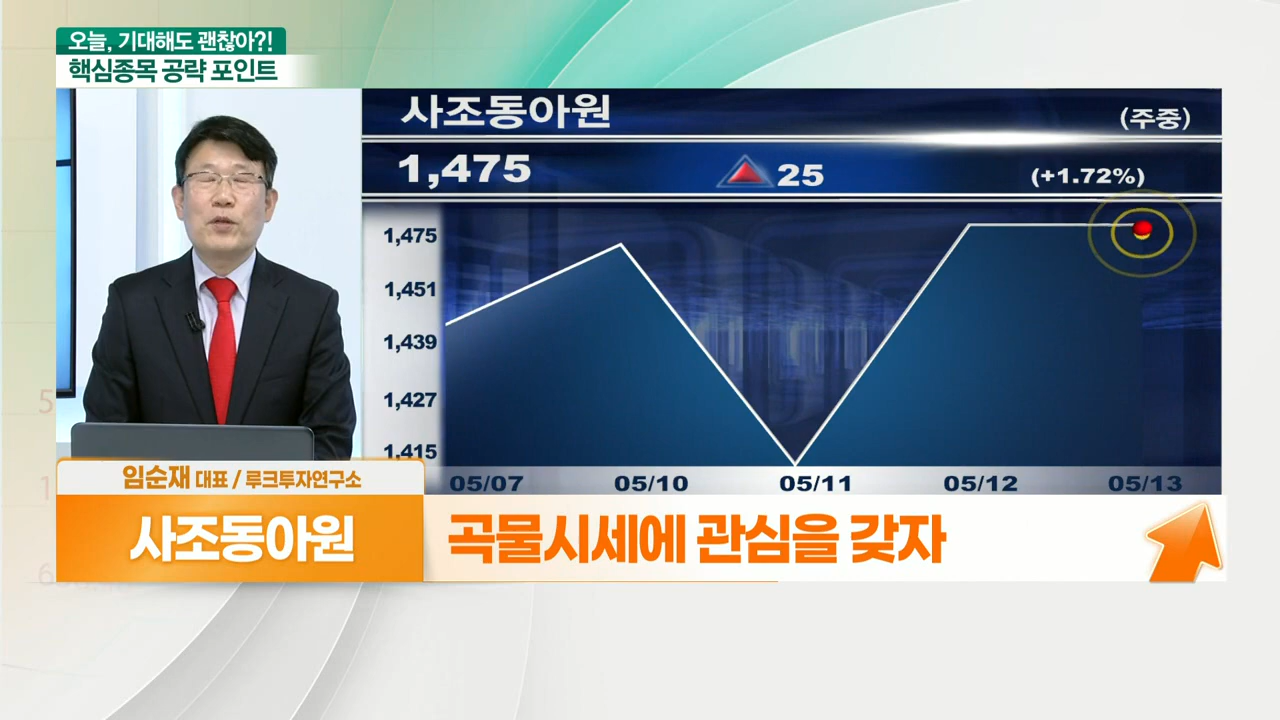 오늘, 기대해도 괜찮아?!
핵심종목 공략 포인트
사조동아원
(주중)
1,475
25
(+1.72%)
1,475
1,451
1,439
1,427
1,415
05/07
05/10
05/11
05/12
05/13
임순재 대표 / 루크투자연구소
사조동아원
곡물시세에 관심을 갖자